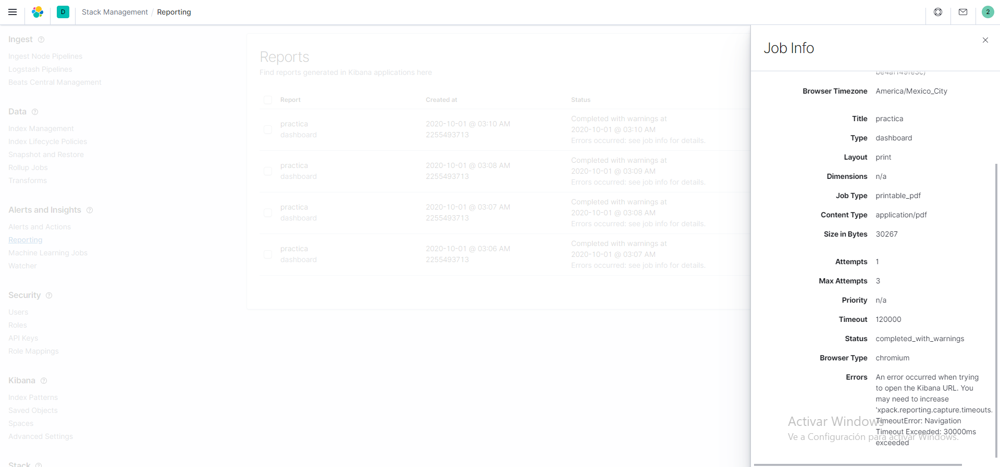 D
Stack Management / Reporting
2
Ingest
Ingest Node Pipelines
Logstash Pipelines
Beats Central Management
Data
Index Management
Index Lifecycle Policies
Snapshot and Restore
Rollup Jobs
Transforms
Alerts and Insights
Alerts and Actions
Reporting
Machine Learning Jobs
Watcher
Security
Users
Roles
API Keys
Role Mappings
Kibana
Index Patterns
Saved Objects
Spaces
Advanced Settings
Stack
Reports
Find reports generated in Kibana applications here
Report Created at Status
practica
dashboard
2020-10-01 @ 03:10 AM
2255493713
Completed with warnings at
2020-10-01 @ 03:10 AM
Errors occurred: see job info for details.
practica
dashboard
2020-10-01 @ 03:08 AM
2255493713
Completed with warnings at
2020-10-01 @ 03:09 AM
Errors occurred: see job info for details.
practica
dashboard
2020-10-01 @ 03:07 AM
2255493713
Completed with warnings at
2020-10-01 @ 03:08 AM
Errors occurred: see job info for details.
practica
dashboard
2020-10-01 @ 03:06 AM
2255493713
Completed with warnings at
2020-10-01 @ 03:07 AM
Errors occurred: see job info for details.
Job Info
be4af149fe3c)
Browser Timezone America/Mexico_City
Title practica
Type dashboard
Layout print
Dimensions n/a
Job Type printable_pdf
Content Type application/pdf
Size in Bytes 30267
Attempts 1
Max Attempts 3
Priority n/a
Timeout 120000
Status completed_with_warnings
Browser Type chromium
Errors An error occurred when trying
to open the Kibana URL. You
may need to increase
'xpack.reporting.capture.timeouts.
TimeoutError: Navigation
Timeout Exceeded: 30000ms
exceeded
Activar Windows
Ve a Configuración para activar Windows.